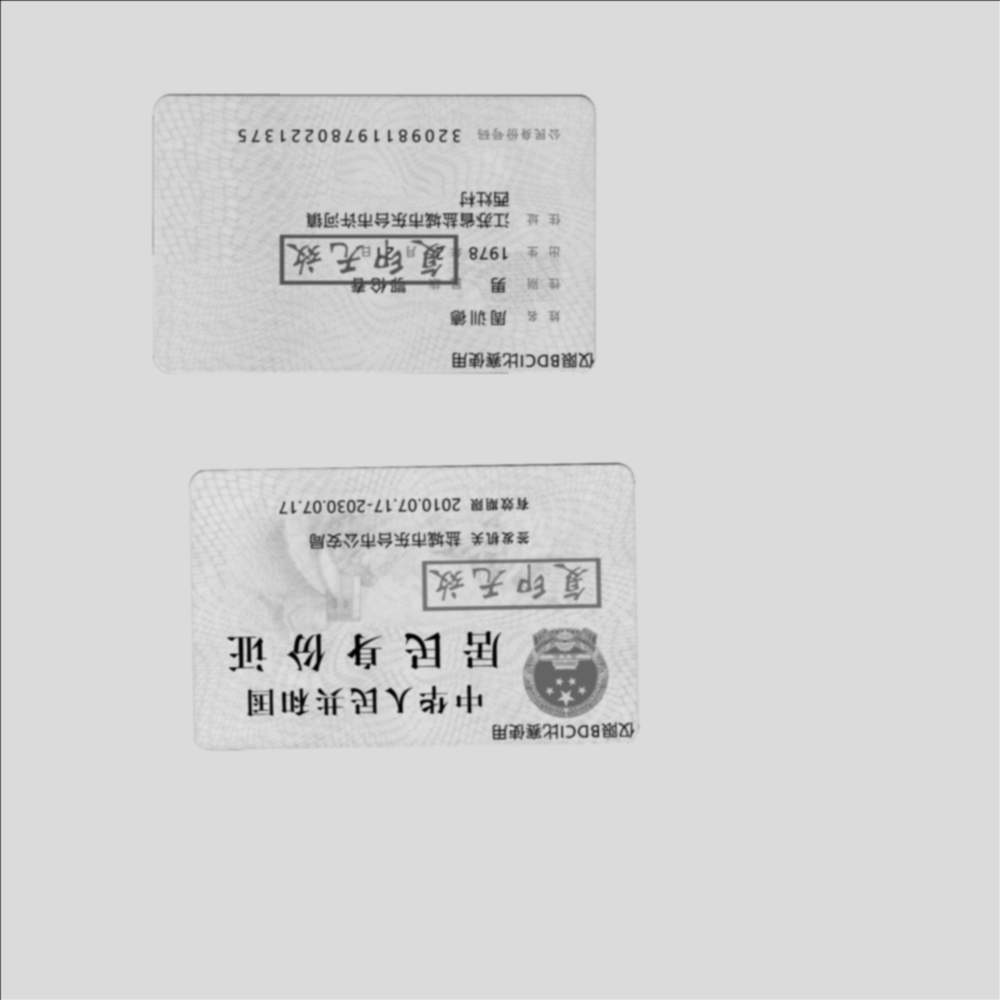 仅限BDCI比赛使用
中华人民共和国
居民身份证
复印无效
签发机关 盐城市东台市公安局
有效期限 2010.07.17-2030.07.17
仅限BDCI比赛使用
姓名 周训德
性别 男 民族 鄂伦春
复印无效
出生 1978 年 月 日
住址 江苏省盐城市东台市许河镇
西灶村
公民身份号码 32098119780221375